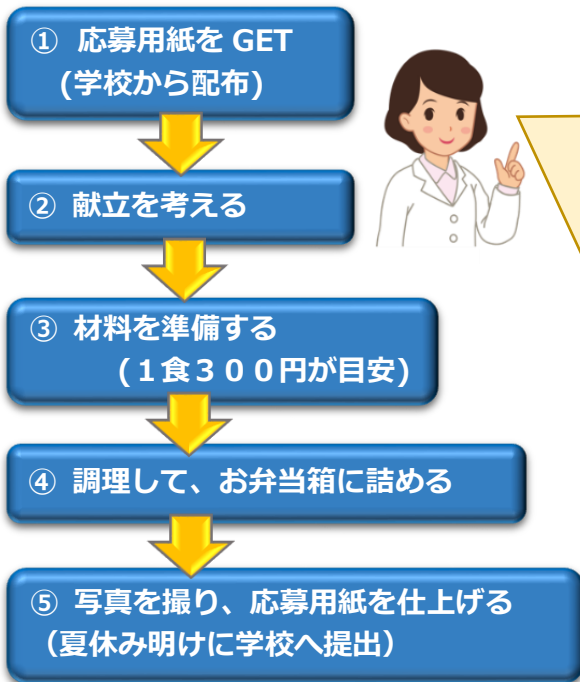 ① 応募用紙を GET
(学校から配布)
② 献立を考える
③ 材料を準備する
(１食３００円が目安)
④ 調理して、お弁当箱に詰める
⑤ 写真を撮り、応募用紙を仕上げる
（夏休み明けに学校へ提出）